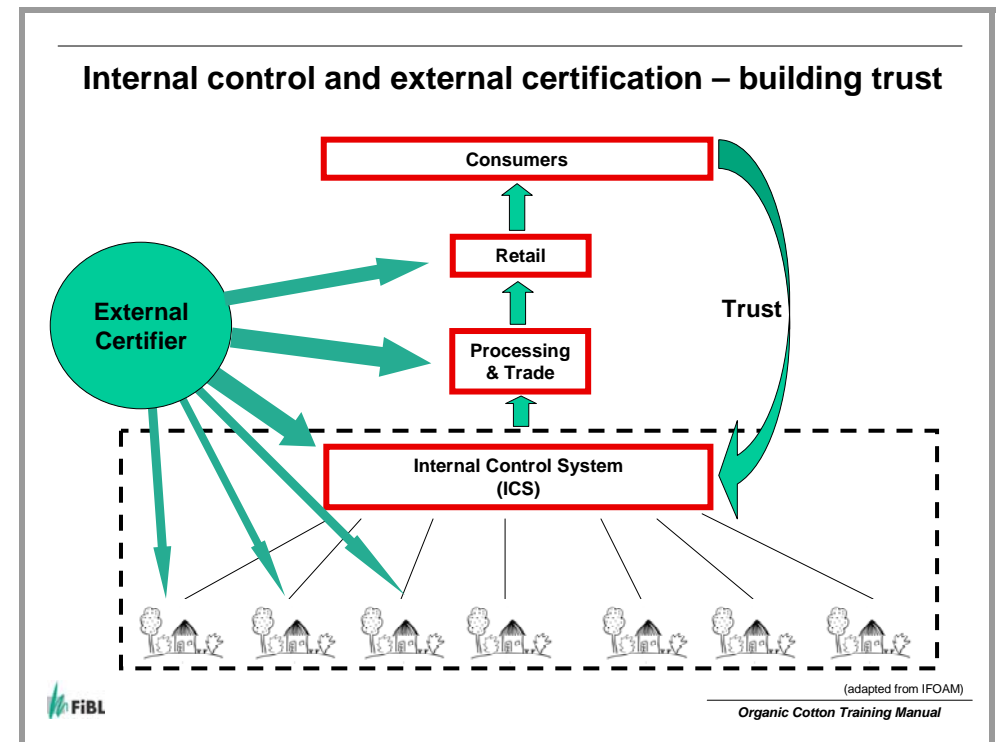 Internal control and external certification – building trust
Consumers
Retail
External
Certifier
Trust
Processing
& Trade
Internal Control System
(ICS)
(adapted from IFOAM)
FiBL
Organic Cotton Training Manual